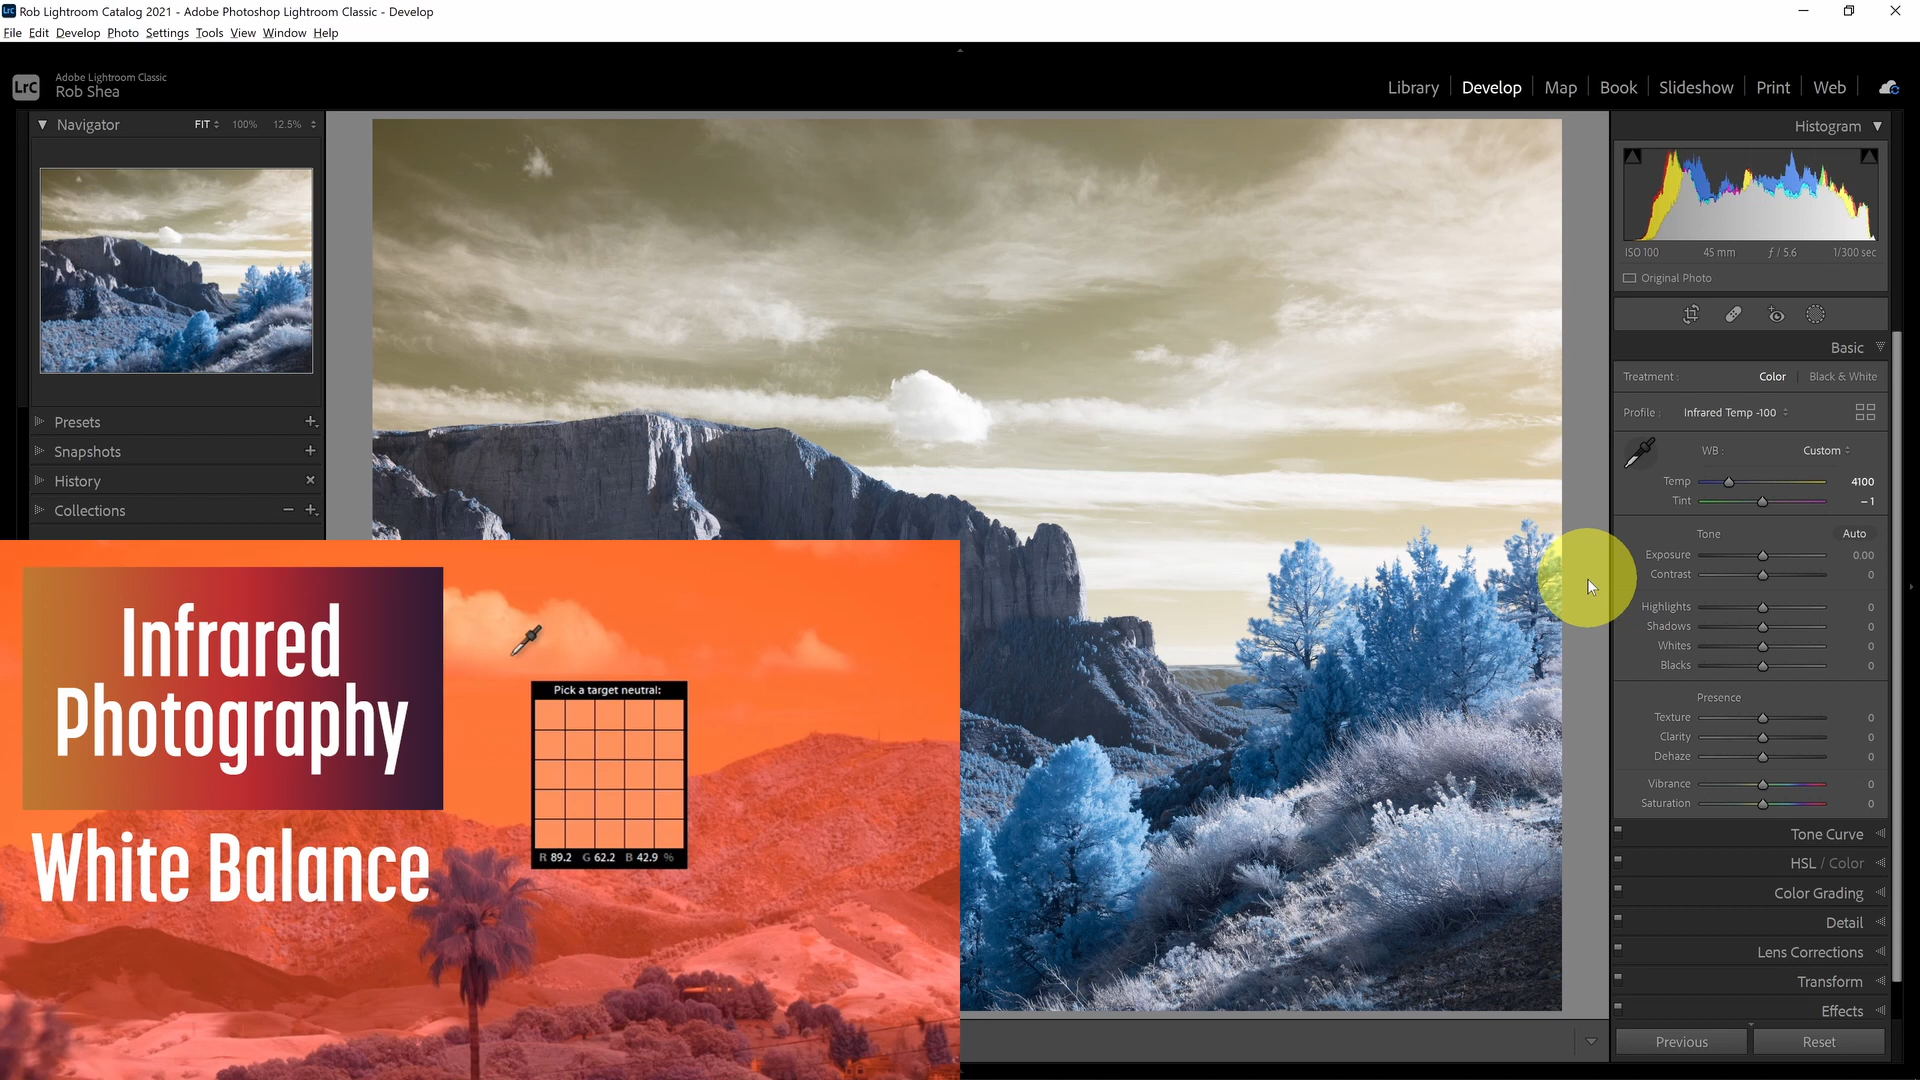 Rob Lightroom Catalog 2021 - Adobe Photoshop Lightroom Classic - Develop
File Edit Develop Photo Settings Tools View Window Help
LrC
Adobe Lightroom Classic
Rob Shea
Library Develop Map Book Slideshow Print Web
Navigator FIT 100% 12.5%
Presets
Snapshots
History
Collections
Infrared
Photography
White Balance
Pick a target neutral:
R 89.2 G 62.2 B 42.9 %
Histogram
ISO 100 45 mm ƒ / 5.6 1/300 sec
Original Photo
Basic
Treatment : Color Black & White
Profile : Infrared Temp -100
WB : Custom
Temp 4100
Tint – 1
Tone Auto
Exposure 0.00
Contrast 0
Highlights 0
Shadows 0
Whites 0
Blacks 0
Presence
Texture 0
Clarity 0
Dehaze 0
Vibrance 0
Saturation 0
Tone Curve
HSL / Color
Color Grading
Detail
Lens Corrections
Transform
Effects
Previous Reset